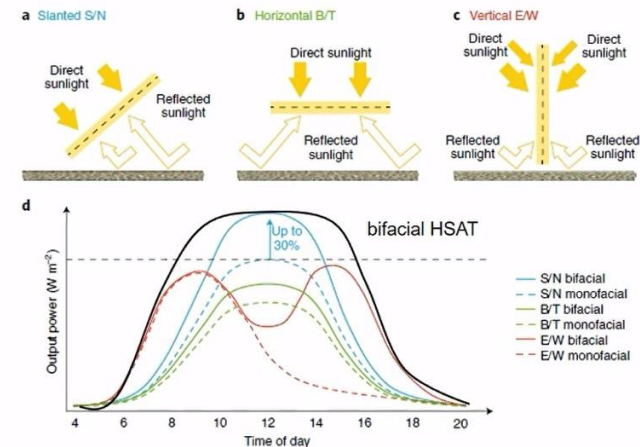 a Slanted S/N
b Horizontal B/T
c Vertical E/W
Direct
sunlight
Reflected
sunlight
Direct sunlight
Reflected
sunlight
Direct
sunlight
Direct
sunlight
Reflected
sunlight
Reflected
sunlight
d
bifacial HSAT
Up to
30%
Output power (W m⁻²)
S/N bifacial
S/N monofacial
B/T bifacial
B/T monofacial
E/W bifacial
E/W monofacial
4 6 8 10 12 14 16 18 20
Time of day